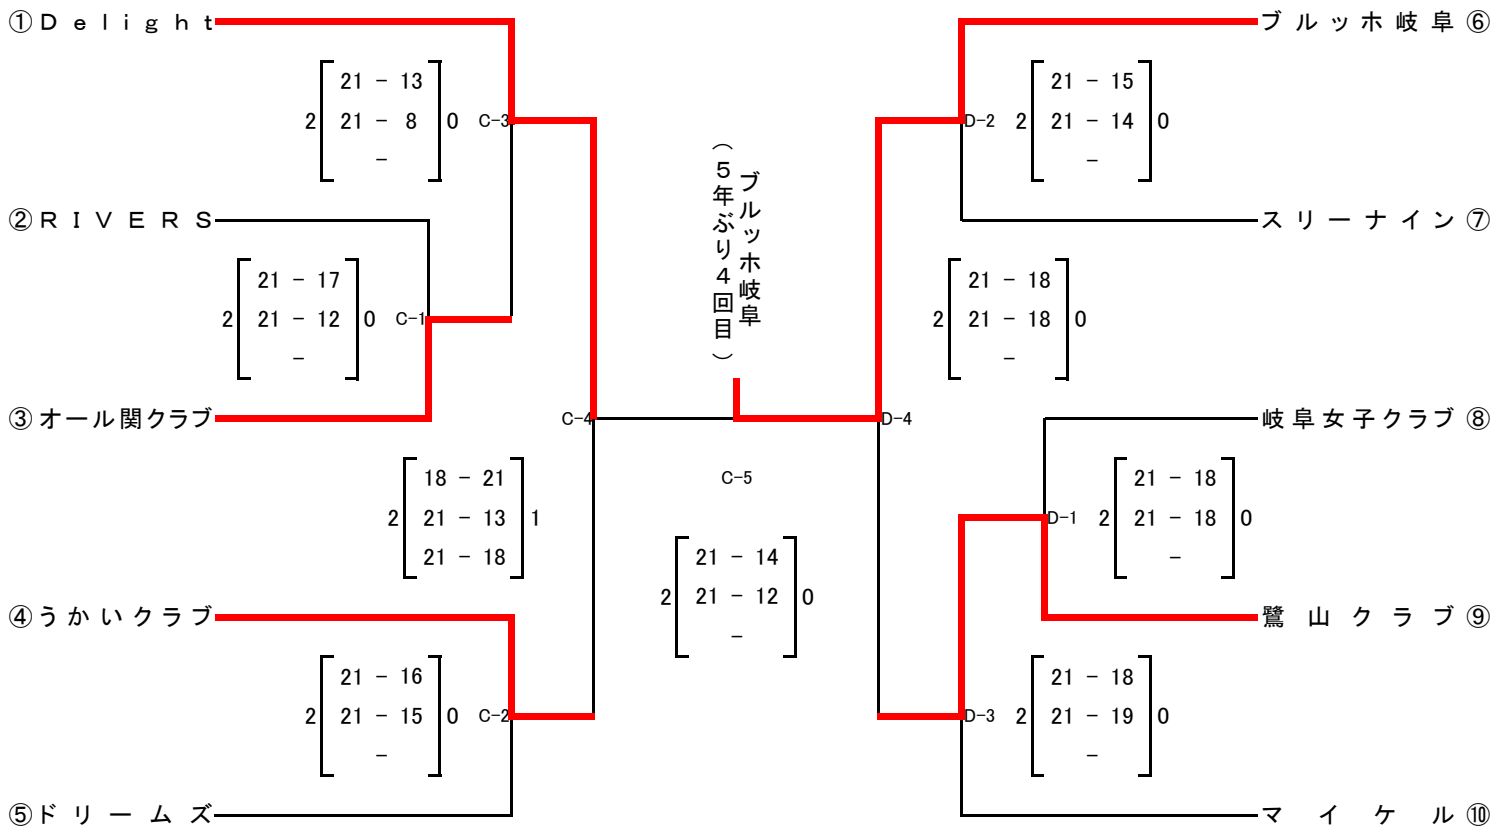 ①Ｄｅｌｉｇｈｔ
21 － 13
2 21 － 8 0 C-3
－
②ＲＩＶＥＲＳ
21 － 17
2 21 － 12 0 C-1
－
③オール関クラブ
C-4
18 － 21
2 21 － 13 1
21 － 18
④うかいクラブ
21 － 16
2 21 － 15 0 C-2
－
⑤ドリームズ
ブルッホ岐阜
（５年ぶり４回目）
C-5
21 － 14
2 21 － 12 0
－
ブルッホ岐阜⑥
21 － 15
D-2 2 21 － 14 0
－
スリーナイン⑦
21 － 18
2 21 － 18 0
－
D-4
岐阜女子クラブ⑧
21 － 18
D-1 2 21 － 18 0
－
鷺山クラブ⑨
21 － 18
D-3 2 21 － 19 0
－
マイケル⑩